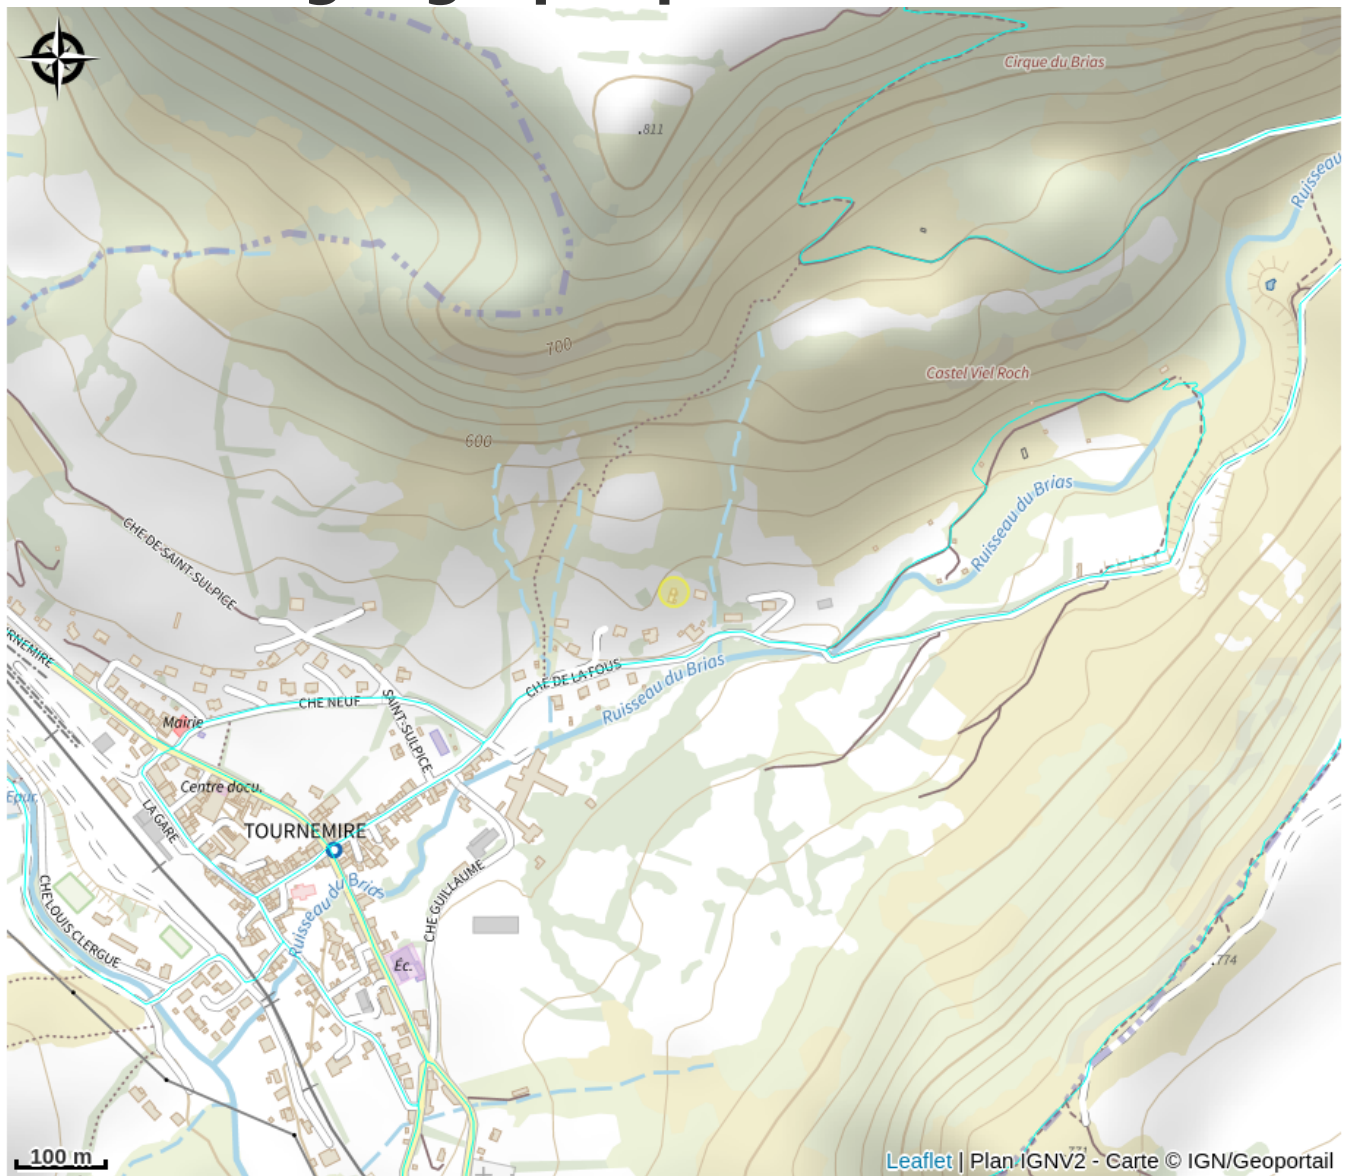 Cirque du Brias
811
Ruisseau
700
Castel Viel Roch
600
Ruisseau du Brias
CHE DE-SAINT-SULPICE
RNEMIRE
CHE DE LA FOUS
Ruisseau du Brias
CHE NEUF
SAINT-SULPICE
Mairie
Centre docu.
Epur.
LA GARE
TOURNEMIRE
Ruisseau du Brias
CHE GUILLAUME
CHE LOUIS CLERGUE
Éc.
774
771
100 m
Leaflet | Plan IGNV2 - Carte © IGN/Geoportail